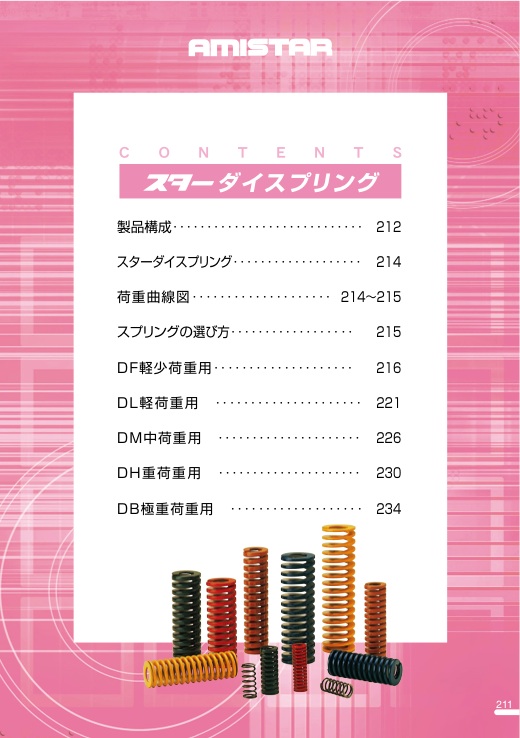 AMISTAR
CONTENTS
スターダイスプリング
製品構成‥‥‥‥‥‥‥‥‥‥‥‥‥‥ 212
スターダイスプリング‥‥‥‥‥‥‥‥‥‥ 214
荷重曲線図‥‥‥‥‥‥‥‥‥‥ 214〜215
スプリングの選び方‥‥‥‥‥‥‥‥‥ 215
DF軽少荷重用‥‥‥‥‥‥‥‥‥‥ 216
DL軽荷重用 ‥‥‥‥‥‥‥‥‥‥‥ 221
DM中荷重用 ‥‥‥‥‥‥‥‥‥‥‥ 226
DH重荷重用 ‥‥‥‥‥‥‥‥‥‥‥ 230
DB極重荷重用 ‥‥‥‥‥‥‥‥‥‥ 234
211